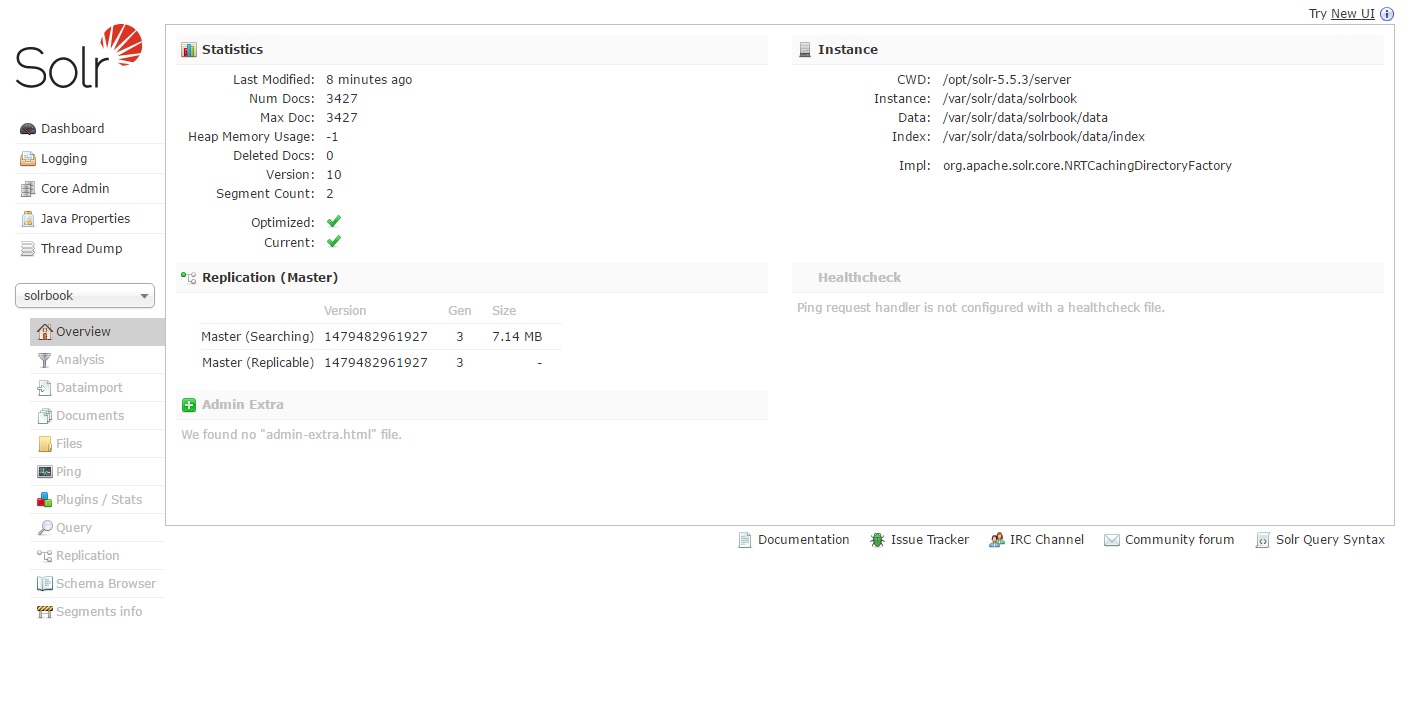 Try New UI
Solr
Dashboard
Logging
Core Admin
Java Properties
Thread Dump
solrbook
Overview
Analysis
Dataimport
Documents
Files
Ping
Plugins / Stats
Query
Replication
Schema Browser
Segments info
Statistics
Last Modified: 8 minutes ago
Num Docs: 3427
Max Doc: 3427
Heap Memory Usage: -1
Deleted Docs: 0
Version: 10
Segment Count: 2
Optimized:
Current:
Instance
CWD: /opt/solr-5.5.3/server
Instance: /var/solr/data/solrbook
Data: /var/solr/data/solrbook/data
Index: /var/solr/data/solrbook/data/index
Impl: org.apache.solr.core.NRTCachingDirectoryFactory
Replication (Master)
Version Gen Size
Master (Searching) 1479482961927 3 7.14 MB
Master (Replicable) 1479482961927 3 -
Healthcheck
Ping request handler is not configured with a healthcheck file.
Admin Extra
We found no "admin-extra.html" file.
Documentation Issue Tracker IRC Channel Community forum Solr Query Syntax